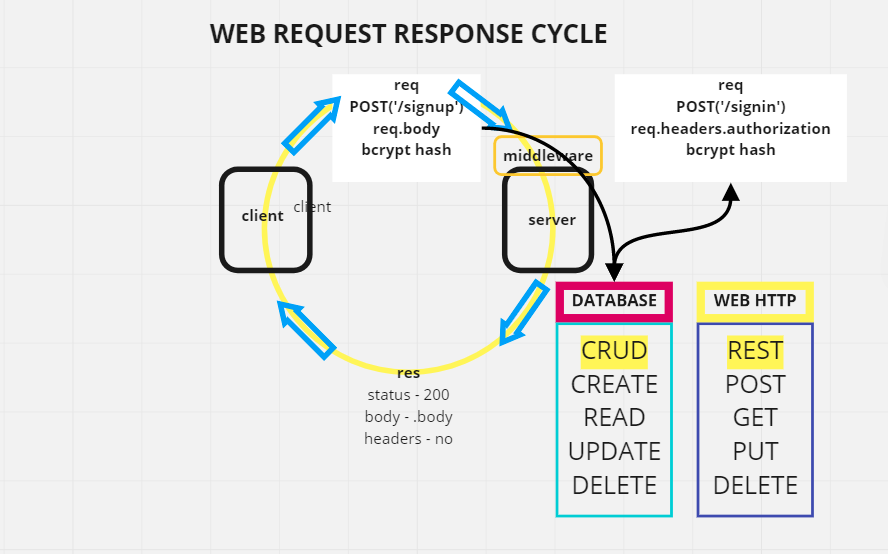 WEB REQUEST RESPONSE CYCLE
req
POST('/signup')
req.body
bcrypt hash
req
POST('/signin')
req.headers.authorization
bcrypt hash
middleware
client
client
server
DATABASE
CRUD
CREATE
READ
UPDATE
DELETE
WEB HTTP
REST
POST
GET
PUT
DELETE
res
status - 200
body - .body
headers - no